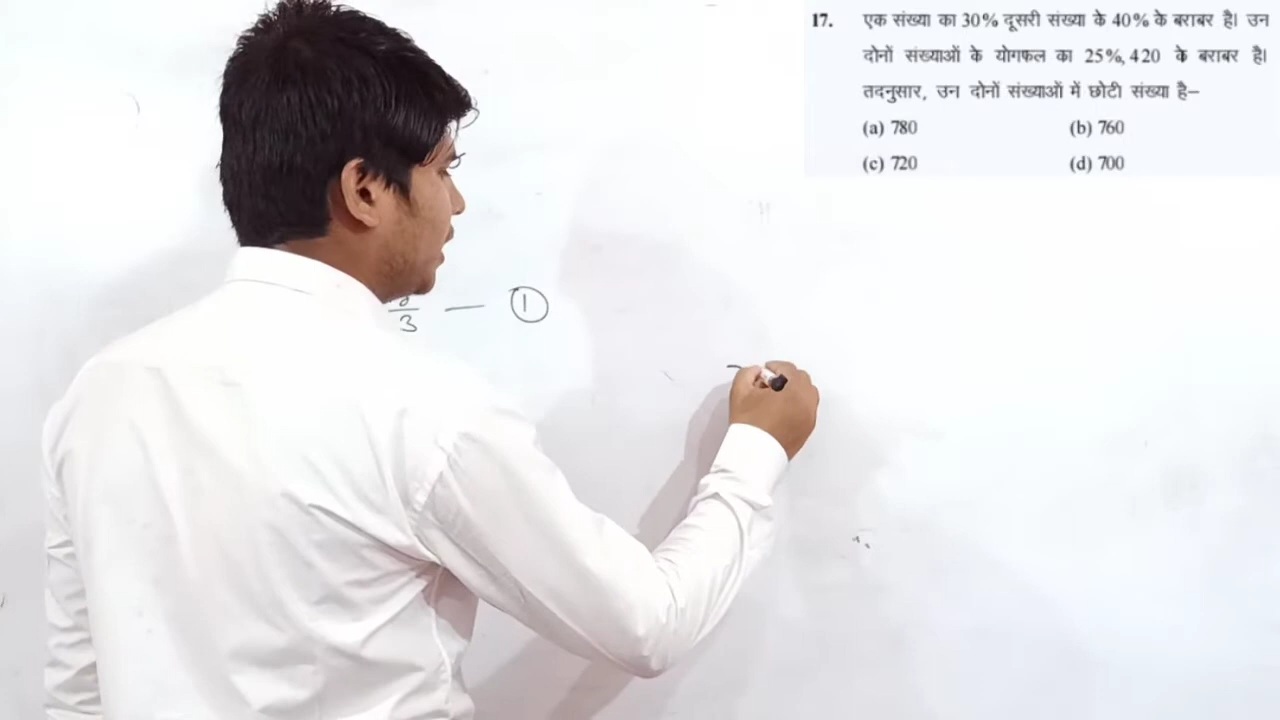 17. एक संख्या का 30% दूसरी संख्या के 40% के बराबर है। उन
दोनों संख्याओं के योगफल का 25%, 420 के बराबर है।
तदनुसार, उन दोनों संख्याओं में छोटी संख्या है–
(a) 780 (b) 760
(c) 720 (d) 700
3 — ①